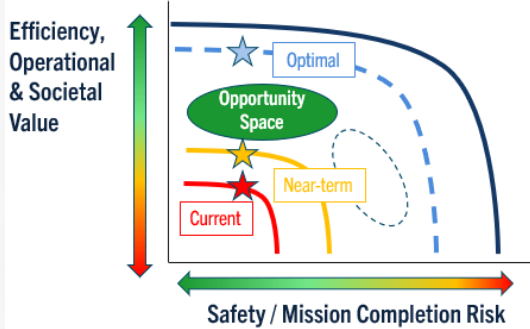 Efficiency,
Operational
& Societal
Value
Optimal
Opportunity
Space
Near-term
Current
Safety / Mission Completion Risk